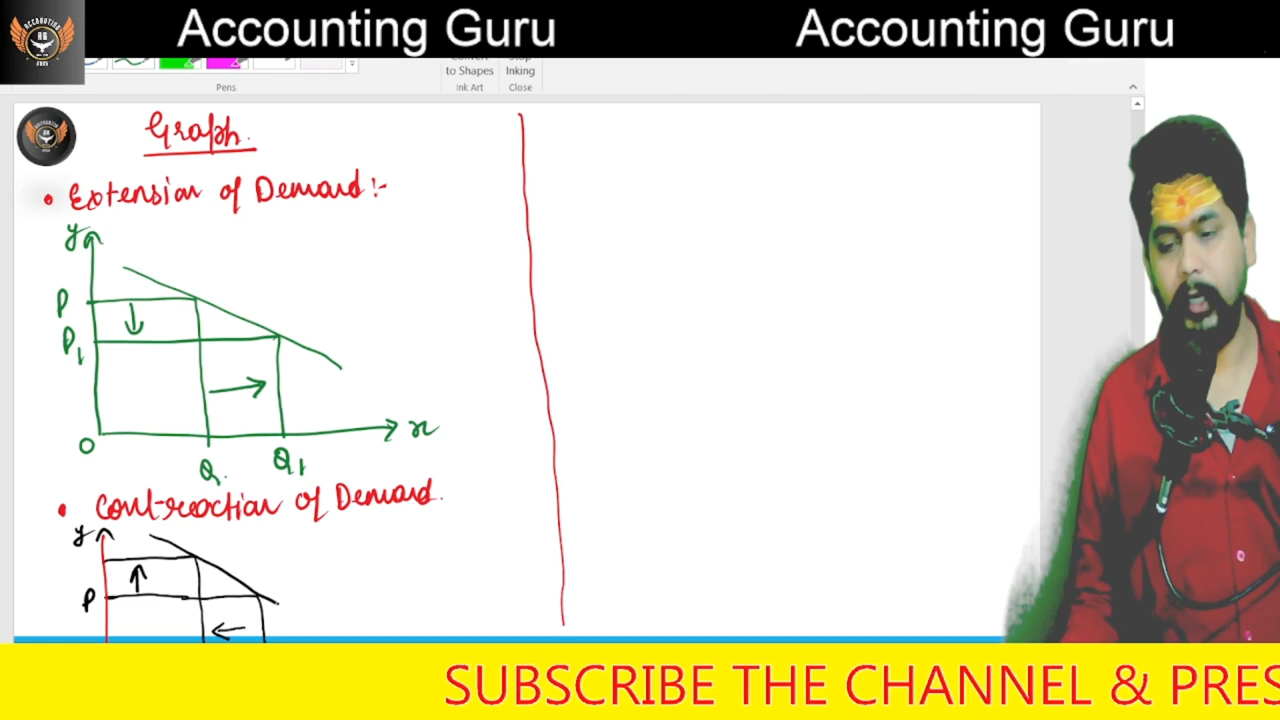 Accounting Guru
Accounting Guru
to Shapes
Inking
Pens
Ink Art
Close
Graph.
• Extension of Demand :-
y
P
P1
O
x
Q.
Q1
• Contraction of Demand.
y
P
SUBSCRIBE THE CHANNEL & PRES